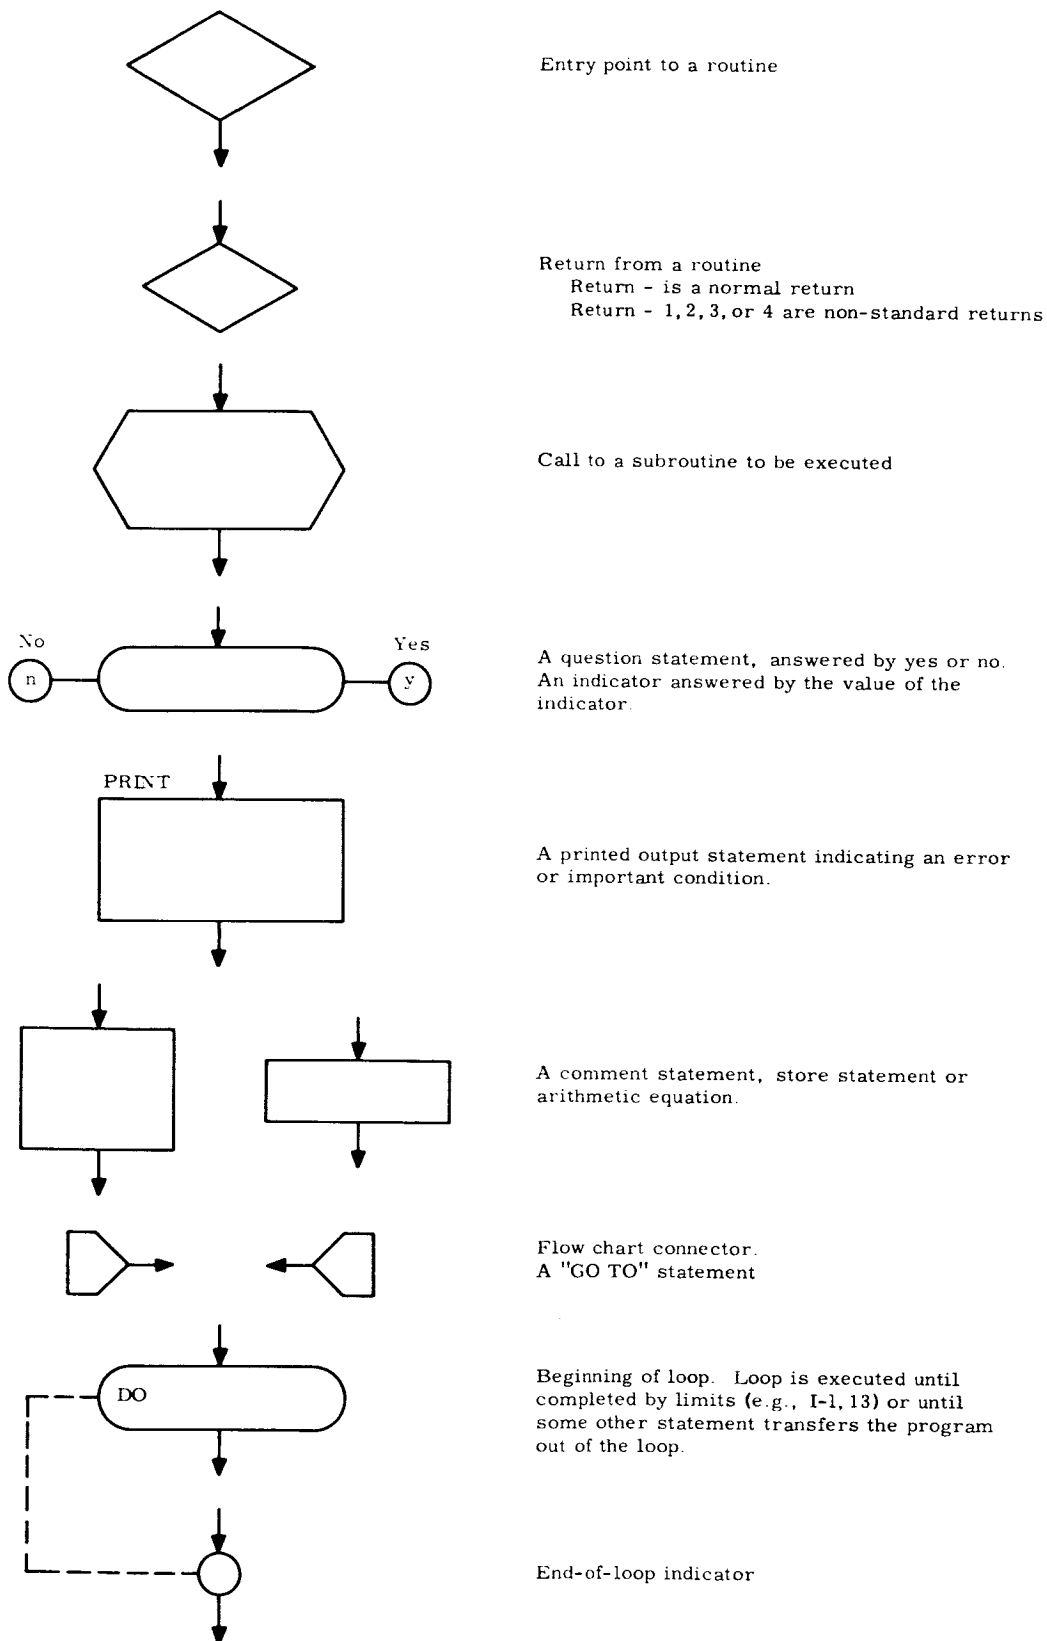 Entry point to a routine
Return from a routine
Return - is a normal return
Return - 1, 2, 3, or 4 are non-standard returns
Call to a subroutine to be executed
No
n
Yes
y
A question statement, answered by yes or no.
An indicator answered by the value of the
indicator.
PRINT
A printed output statement indicating an error
or important condition.
A comment statement, store statement or
arithmetic equation.
Flow chart connector.
A "GO TO" statement
DO
Beginning of loop. Loop is executed until
completed by limits (e.g., I-1, 13) or until
some other statement transfers the program
out of the loop.
End-of-loop indicator